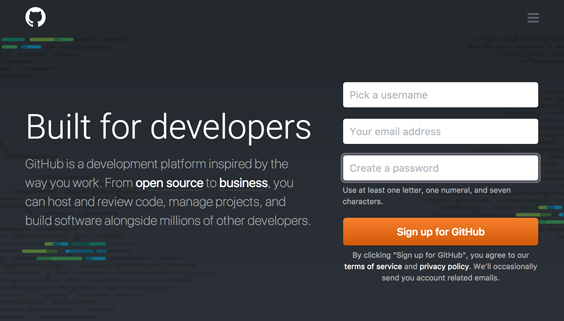 Built for developers
GitHub is a development platform inspired by the
way you work. From open source to business, you
can host and review code, manage projects, and
build software alongside millions of other developers.
Pick a username
Your email address
Create a password
Use at least one letter, one numeral, and seven
characters.
Sign up for GitHub
By clicking "Sign up for GitHub", you agree to our
terms of service and privacy policy. We'll occasionally
send you account related emails.